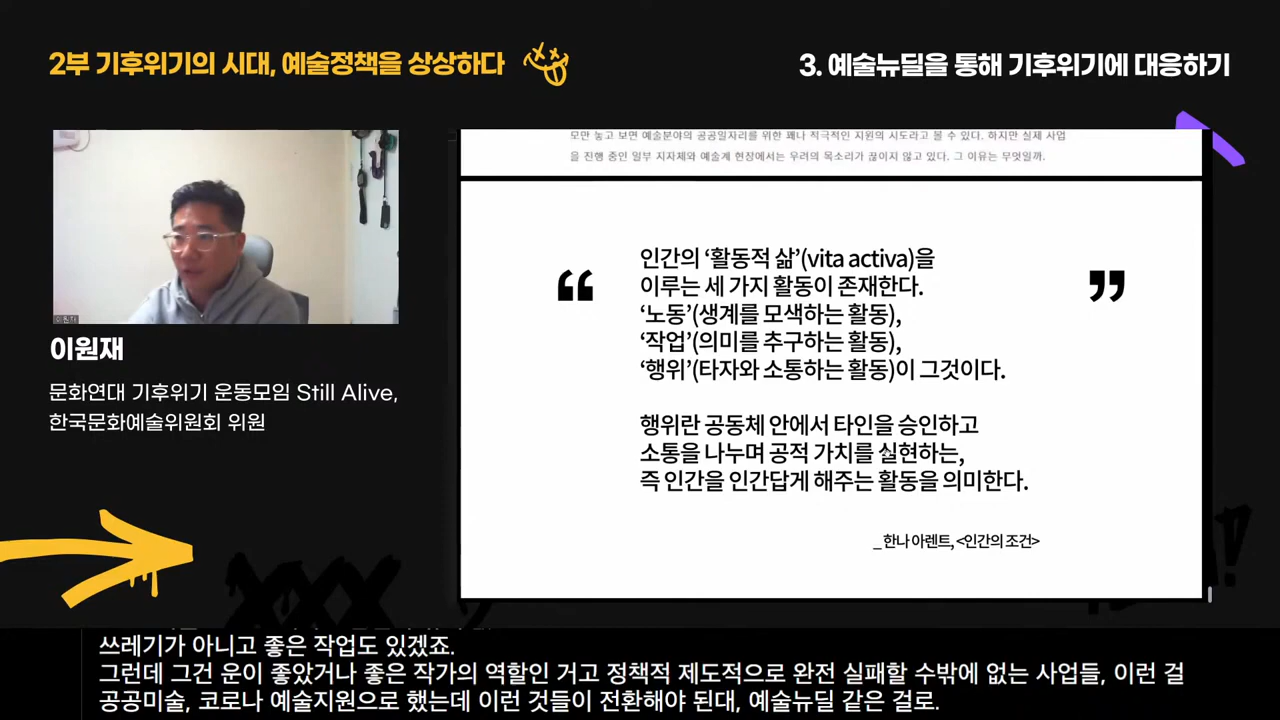 2부 기후위기의 시대, 예술정책을 상상하다
3. 예술뉴딜을 통해 기후위기에 대응하기
모만 놓고 보면 예술분야의 공공일자리를 위한 꽤나 적극적인 지원의 시도라고 볼 수 있다. 하지만 실제 사업
을 진행 중인 일부 지자체와 예술계 현장에서는 우려의 목소리가 끊이지 않고 있다. 그 이유는 무엇일까.
“
인간의 ‘활동적 삶’(vita activa)을
이루는 세 가지 활동이 존재한다.
‘노동’(생계를 모색하는 활동),
‘작업’(의미를 추구하는 활동),
‘행위’(타자와 소통하는 활동)이 그것이다.
”
행위란 공동체 안에서 타인을 승인하고
소통을 나누며 공적 가치를 실현하는,
즉 인간을 인간답게 해주는 활동을 의미한다.
_ 한나 아렌트, <인간의 조건>
이원재
이원재
문화연대 기후위기 운동모임 Still Alive,
한국문화예술위원회 위원
쓰레기가 아니고 좋은 작업도 있겠죠.
그런데 그건 운이 좋았거나 좋은 작가의 역할인 거고 정책적 제도적으로 완전 실패할 수밖에 없는 사업들, 이런 걸
공공미술, 코로나 예술지원으로 했는데 이런 것들이 전환해야 된대, 예술뉴딜 같은 걸로.